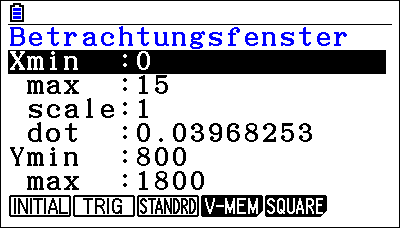 Betrachtungsfenster
Xmin :0
max :15
scale:1
dot :0.03968253
Ymin :800
max :1800
INITIAL TRIG STANDRD V-MEM SQUARE